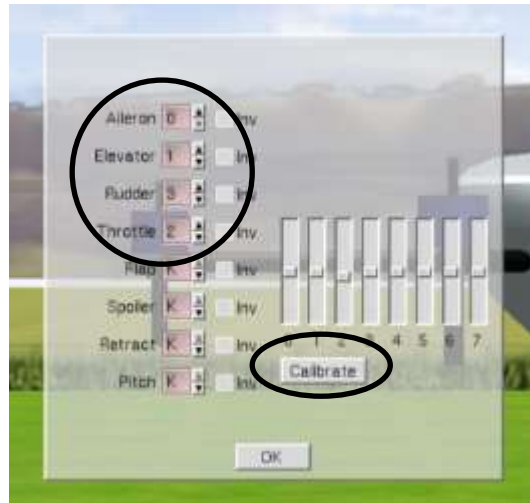 Aileron 0 Inv
Elevator 1 Inv
Rudder 3 Inv
Throttle 2 Inv
Flap K Inv
Spoiler K Inv
Retract K Inv
Pitch K Inv
0 1 2 3 4 5 6 7
Calibrate
OK